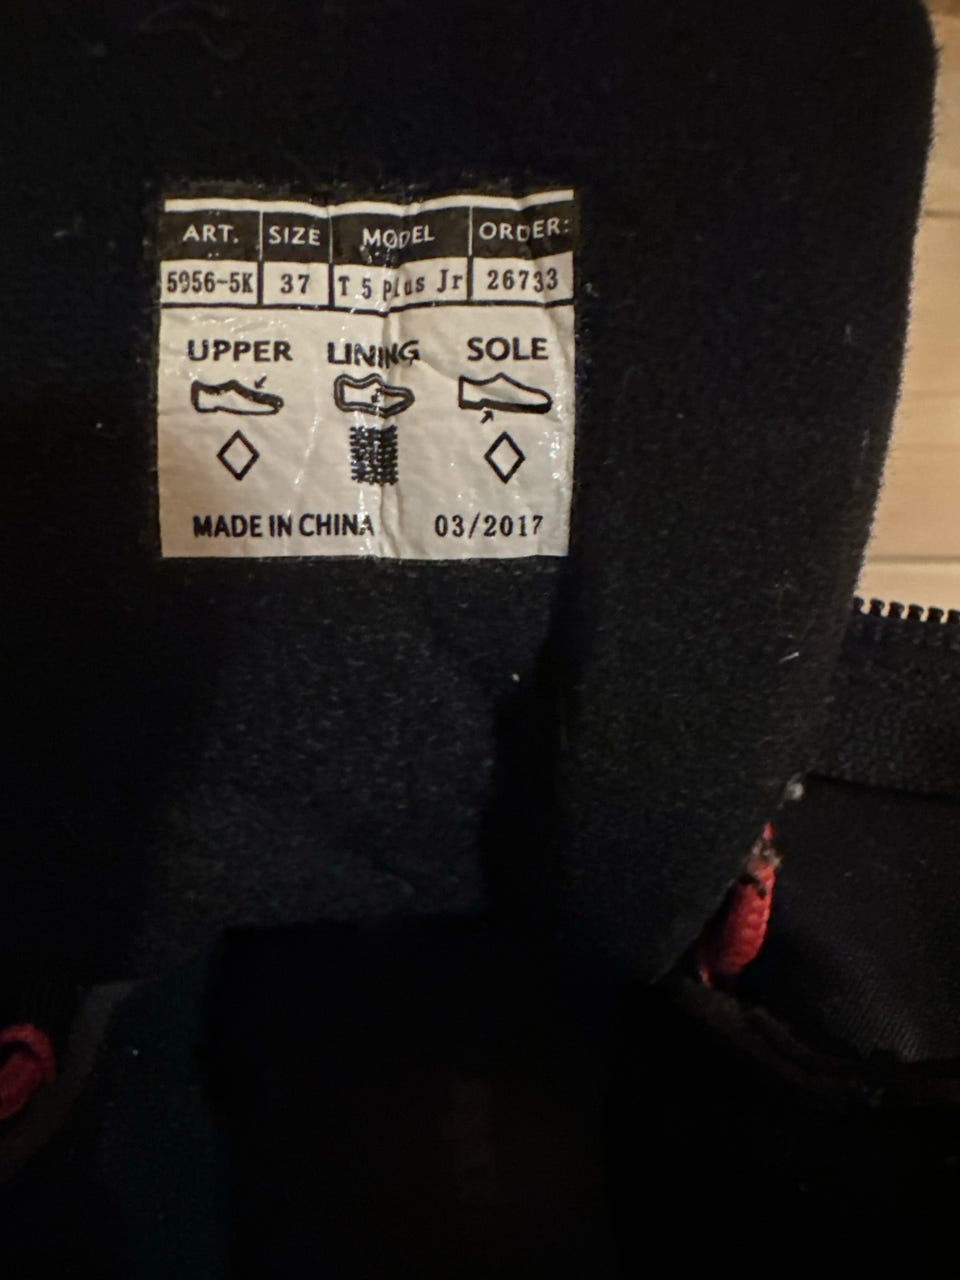 ART. SIZE MODEL ORDER:
5956-5K 37 T 5 plus Jr 26733
UPPER LINING SOLE
MADE IN CHINA 03/2017